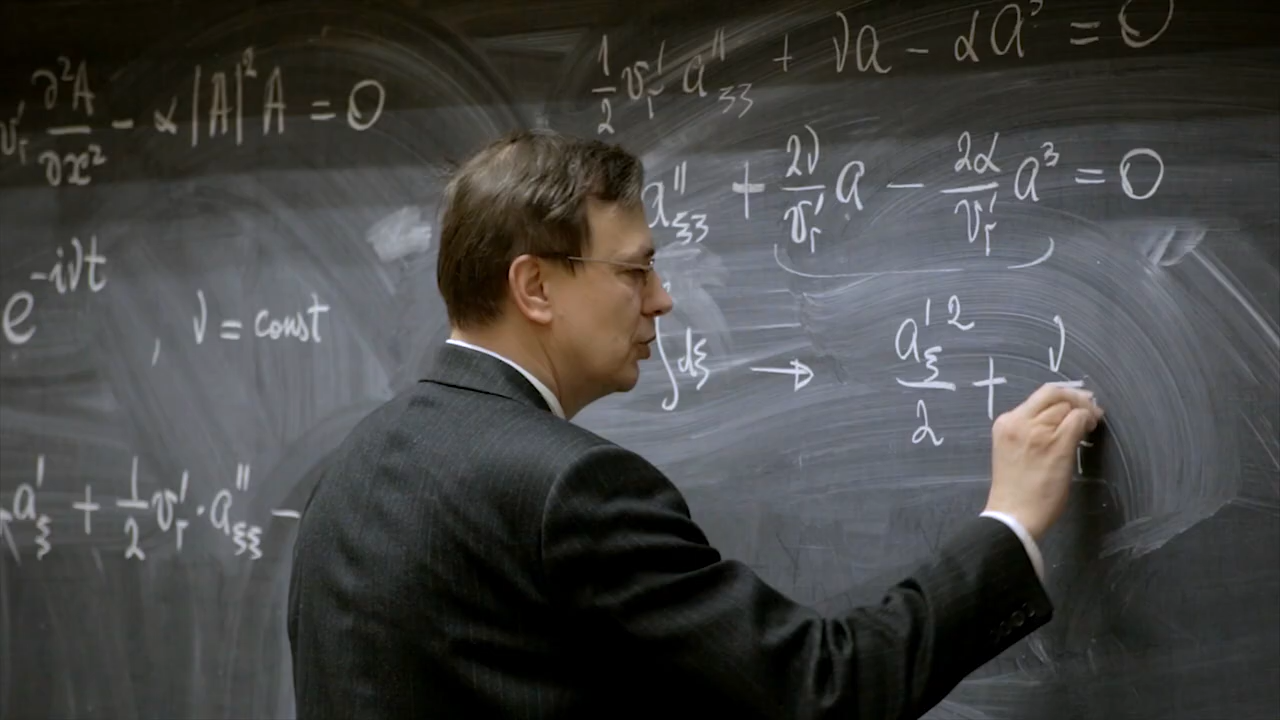 v'_r ∂²A/∂x² - α|A|²A = 0
e^{-iνt}, ν = const
a'_ξ + 1/2 v'_r · a''_ξξ -
1/2 v'_r a''_ξξ + νa - αa³ = 0
a''_ξξ + 2ν/v'_r a - 2α/v'_r a³ = 0
∫dξ → a'_ξ²/2 + ν